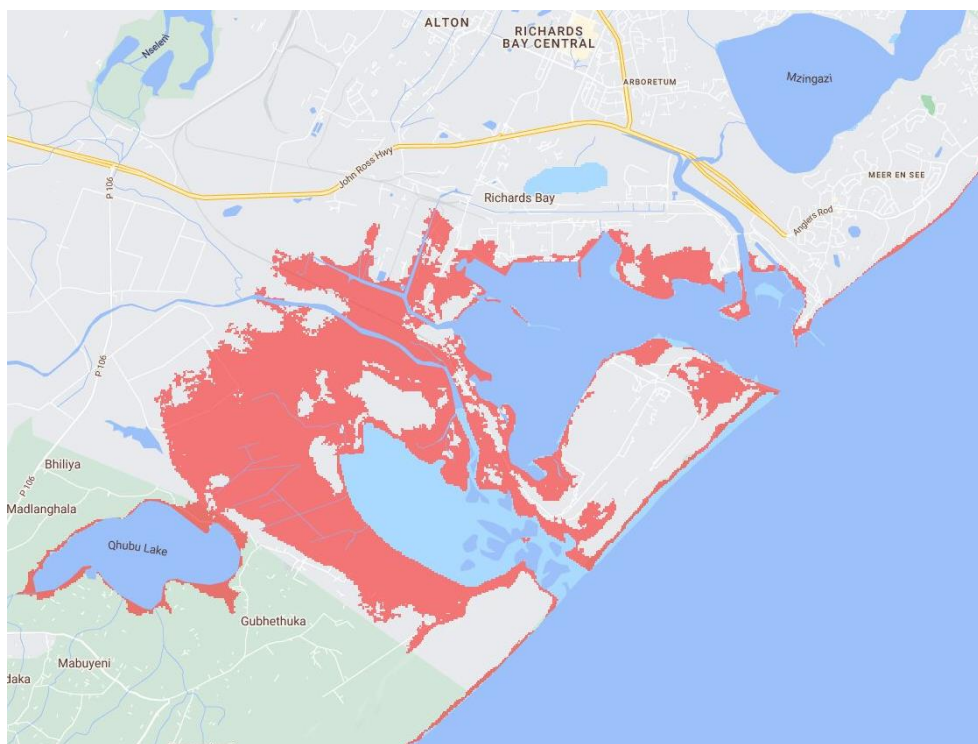 ALTON
RICHARDS
BAY CENTRAL
Nseleni
Mzingazi
ARBORETUM
John Ross Hwy
P 106
MEER EN SEE
Richards Bay
Anglers Rod
P 106
Bhiliya
P 106
Madlanghala
Qhubu Lake
Gubhethuka
Mabuyeni
daka